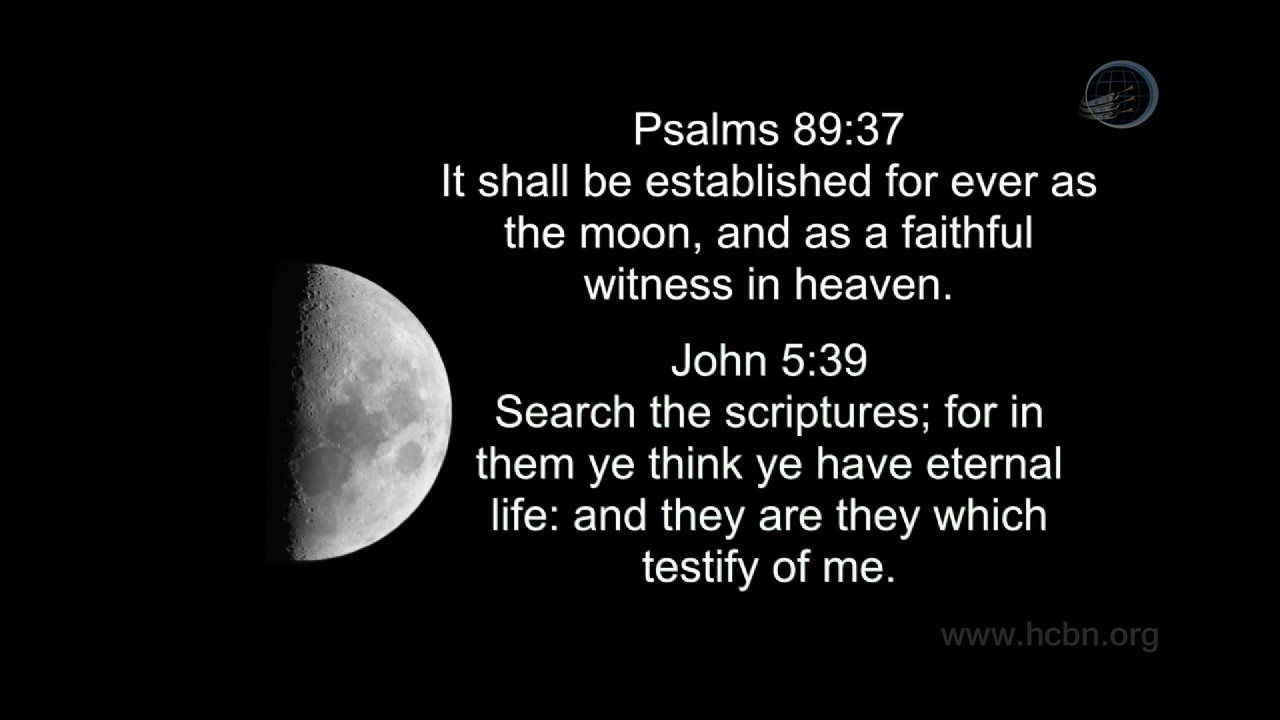 Psalms 89:37
It shall be established for ever as
the moon, and as a faithful
witness in heaven.
John 5:39
Search the scriptures; for in
them ye think ye have eternal
life: and they are they which
testify of me.
www.hcbn.org